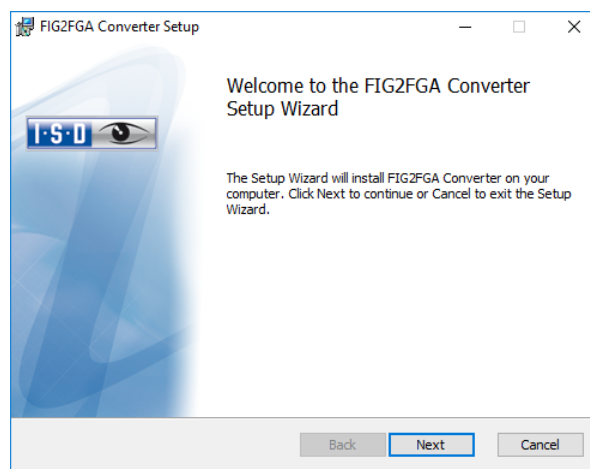 FIG2FGA Converter Setup
Welcome to the FIG2FGA Converter
Setup Wizard
I·S·D
The Setup Wizard will install FIG2FGA Converter on your
computer. Click Next to continue or Cancel to exit the Setup
Wizard.
Back Next Cancel